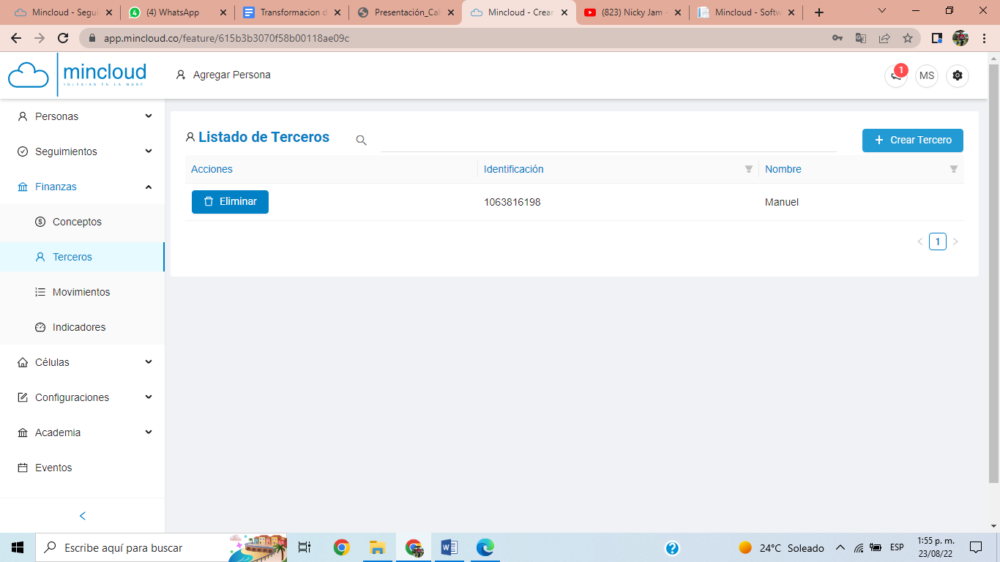 Mincloud - Segui
(4) WhatsApp
Transformacion d
Presentación_Cal
Mincloud - Crear
(823) Nicky Jam -
Mincloud - Softw
app.mincloud.co/feature/615b3b3070f58b00118ae09c
mincloud
IGLESIAS EN LA NUBE
Agregar Persona
1
MS
Personas
Seguimientos
Finanzas
Conceptos
Terceros
Movimientos
Indicadores
Células
Configuraciones
Academia
Eventos
Listado de Terceros
Crear Tercero
Acciones
Identificación
Nombre
Eliminar
1063816198
Manuel
1
Escribe aquí para buscar
24°C Soleado
ESP
1:55 p. m.
23/08/22